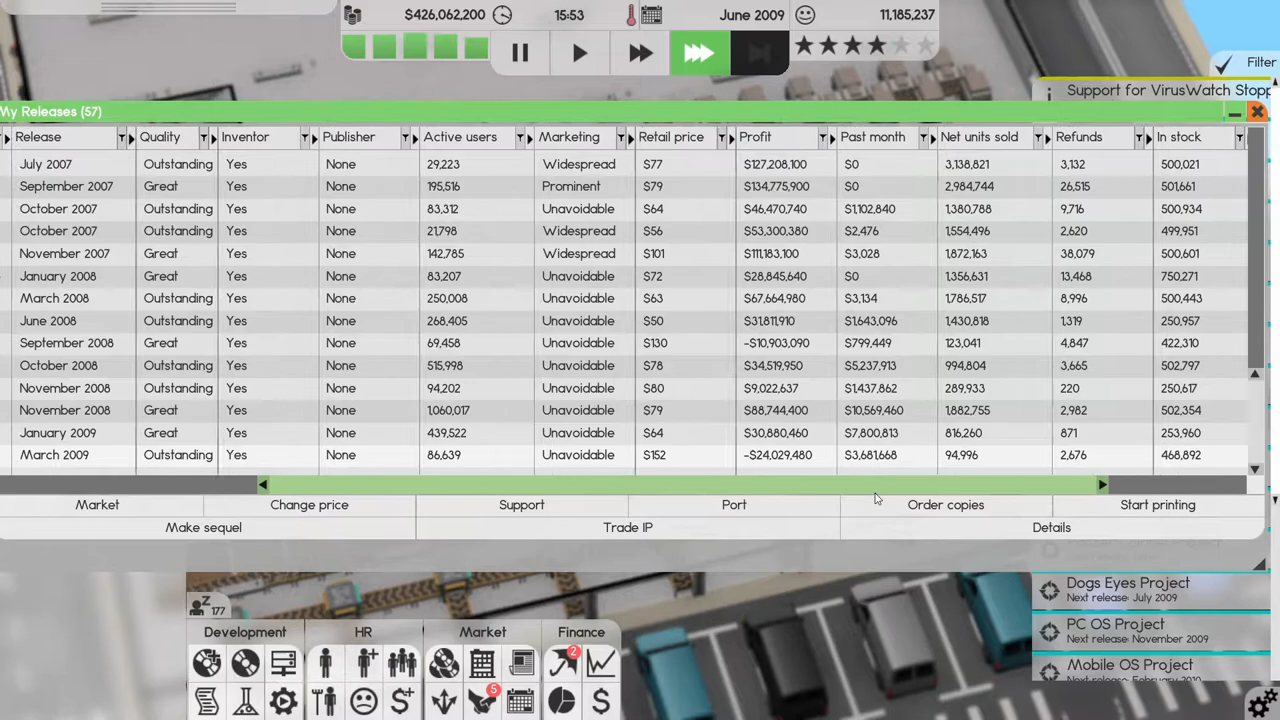 $426,062,200 15:53 June 2009 11,185,237
Filter
Support for VirusWatch Stopp
My Releases (57)
Release Quality Inventor Publisher Active users Marketing Retail price Profit Past month Net units sold Refunds In stock
July 2007 Outstanding Yes None 29,223 Widespread $77 $127,208,100 $0 3,138,821 3,132 500,021
September 2007 Great Yes None 195,516 Prominent $79 $134,775,900 $0 2,984,744 26,515 501,661
October 2007 Outstanding Yes None 83,312 Unavoidable $64 $46,470,740 $1,102,840 1,380,788 9,716 500,934
October 2007 Outstanding Yes None 21,798 Widespread $56 $53,300,380 $2,476 1,554,496 2,620 499,951
November 2007 Great Yes None 142,785 Widespread $101 $111,183,100 $3,028 1,872,163 38,079 500,601
January 2008 Great Yes None 83,207 Unavoidable $72 $28,845,640 $0 1,356,631 13,468 750,271
March 2008 Outstanding Yes None 250,008 Unavoidable $63 $67,664,980 $3,134 1,786,517 8,996 500,443
June 2008 Outstanding Yes None 268,405 Unavoidable $50 $31,811,910 $1,643,096 1,430,818 1,319 250,957
September 2008 Great Yes None 69,458 Unavoidable $130 -$10,903,090 $799,449 123,041 4,847 422,310
October 2008 Outstanding Yes None 515,998 Unavoidable $78 $34,519,950 $5,237,913 994,804 3,665 502,797
November 2008 Outstanding Yes None 94,202 Unavoidable $80 $9,022,637 $1,437,862 289,933 220 250,617
November 2008 Great Yes None 1,060,017 Unavoidable $79 $88,744,400 $10,569,460 1,882,755 2,982 502,354
January 2009 Great Yes None 439,522 Unavoidable $64 $30,880,460 $7,800,813 816,260 871 253,960
March 2009 Outstanding Yes None 86,639 Unavoidable $152 -$24,029,480 $3,681,668 94,996 2,676 468,892
Market Change price Support Port Order copies Start printing
Make sequel Trade IP Details
Dogs Eyes Project
Next release: July 2009
PC OS Project
Next release: November 2009
Mobile OS Project
Next release: February 2010
Z 177
Development HR Market Finance
2
5
$